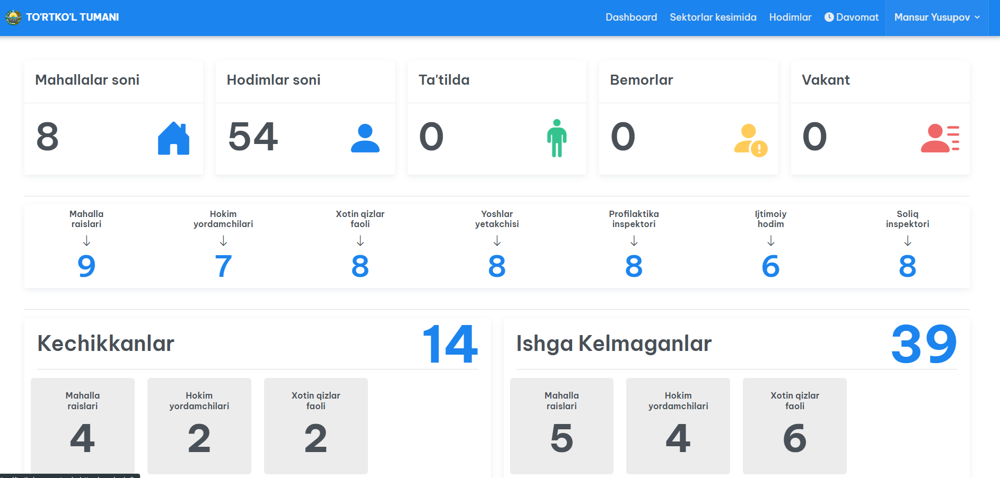 TO'RTKO'L TUMANI
Dashboard Sektorlar kesimida Hodimlar Davomat Mansur Yusupov
Mahallalar soni
8
Hodimlar soni
54
Ta'tilda
0
Bemorlar
0
Vakant
0
Mahalla
raislari
9
Hokim
yordamchilari
7
Xotin qizlar
faoli
8
Yoshlar
yetakchisi
8
Profilaktika
inspektori
8
Ijtimoiy
hodim
6
Soliq
inspektori
8
Kechikkanlar 14
Mahalla
raislari
4
Hokim
yordamchilari
2
Xotin qizlar
faoli
2
Ishga Kelmaganlar 39
Mahalla
raislari
5
Hokim
yordamchilari
4
Xotin qizlar
faoli
6